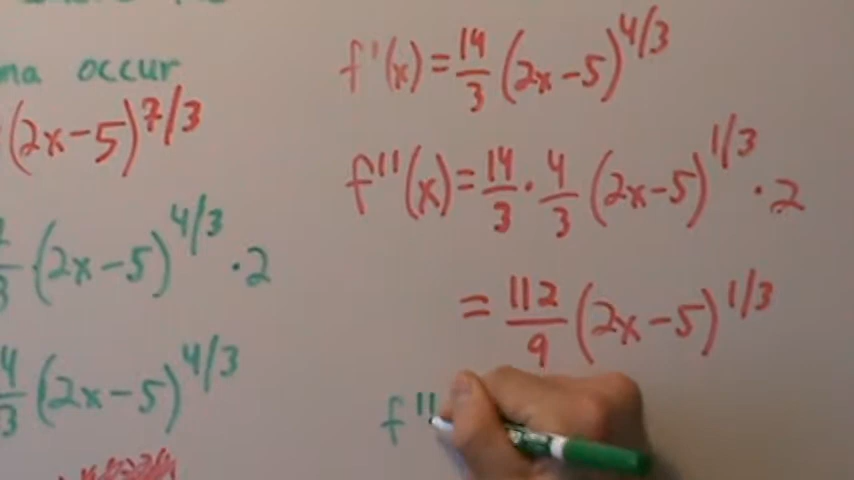 ma occur
(2x-5)^7/3
/3 (2x-5)^4/3 · 2
4/3 (2x-5)^4/3
f'(x) = 14/3 (2x-5)^4/3
f''(x) = 14/3 · 4/3 (2x-5)^1/3 · 2
= 112/9 (2x-5)^1/3
f''